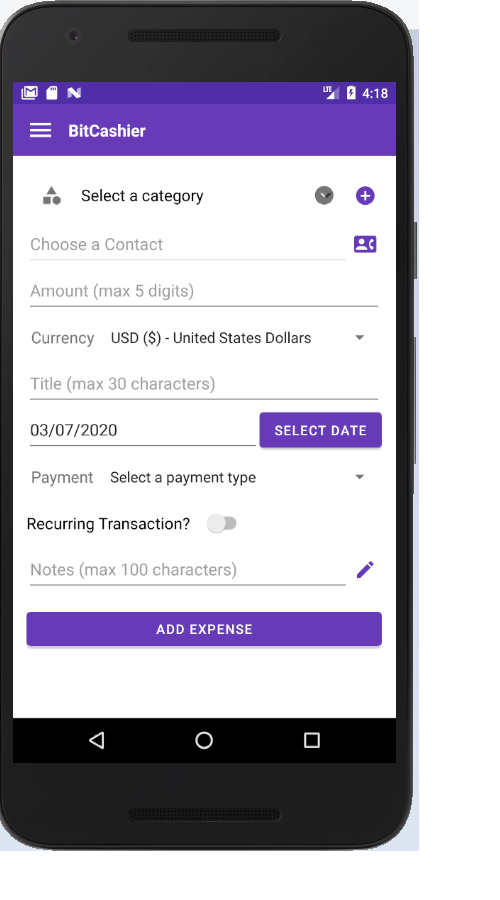 LTE 4:18
BitCashier
Select a category
Choose a Contact
Amount (max 5 digits)
Currency USD ($) - United States Dollars
Title (max 30 characters)
03/07/2020 SELECT DATE
Payment Select a payment type
Recurring Transaction?
Notes (max 100 characters)
ADD EXPENSE